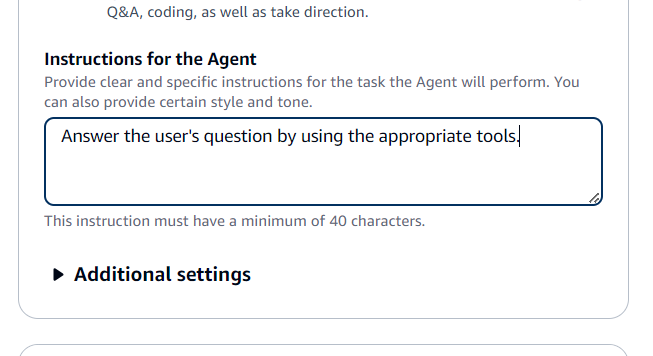 Q&A, coding, as well as take direction.
Instructions for the Agent
Provide clear and specific instructions for the task the Agent will perform. You
can also provide certain style and tone.
Answer the user's question by using the appropriate tools.
This instruction must have a minimum of 40 characters.
Additional settings